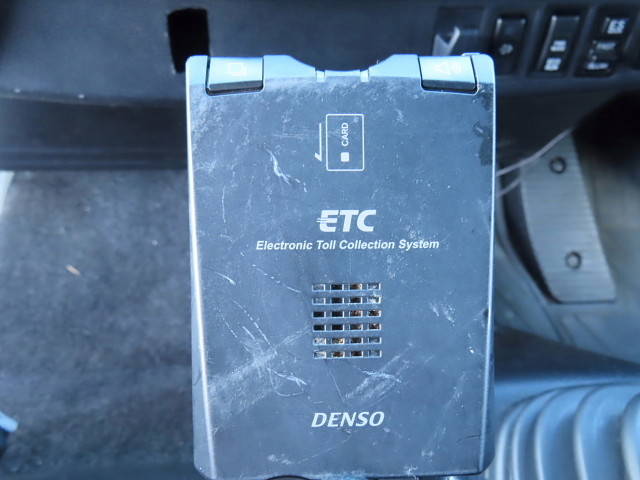 CARD
ETC
Electronic Toll Collection System
DENSO